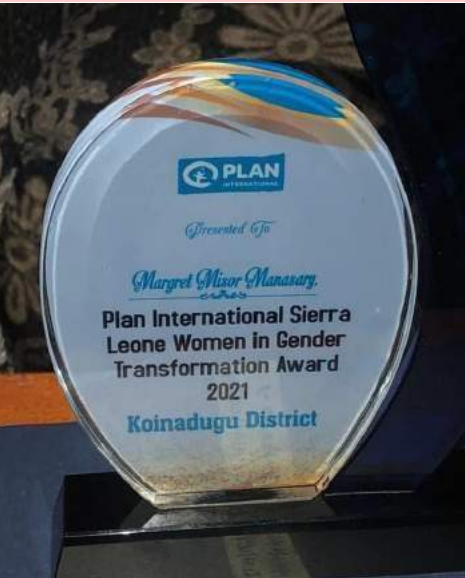 PLAN
INTERNATIONAL
Presented To
Margret Misor Manasary.
Plan International Sierra
Leone Women in Gender
Transformation Award
2021
Koinadugu District